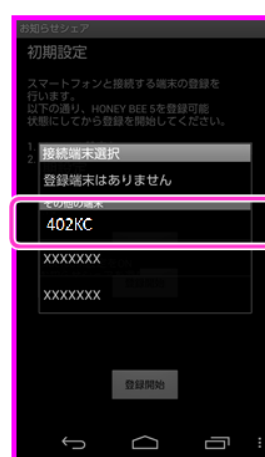 お知らせシェア
初期設定
スマートフォンと接続する端末の登録を
行います。
以下の通り、HONEY BEE 5を登録可能
状態にしてから登録を開始してください。
1.
2
接続端末選択
登録端末はありません
その他の端末
402KC
XXXXXXX
XXXXXXX
登録開始